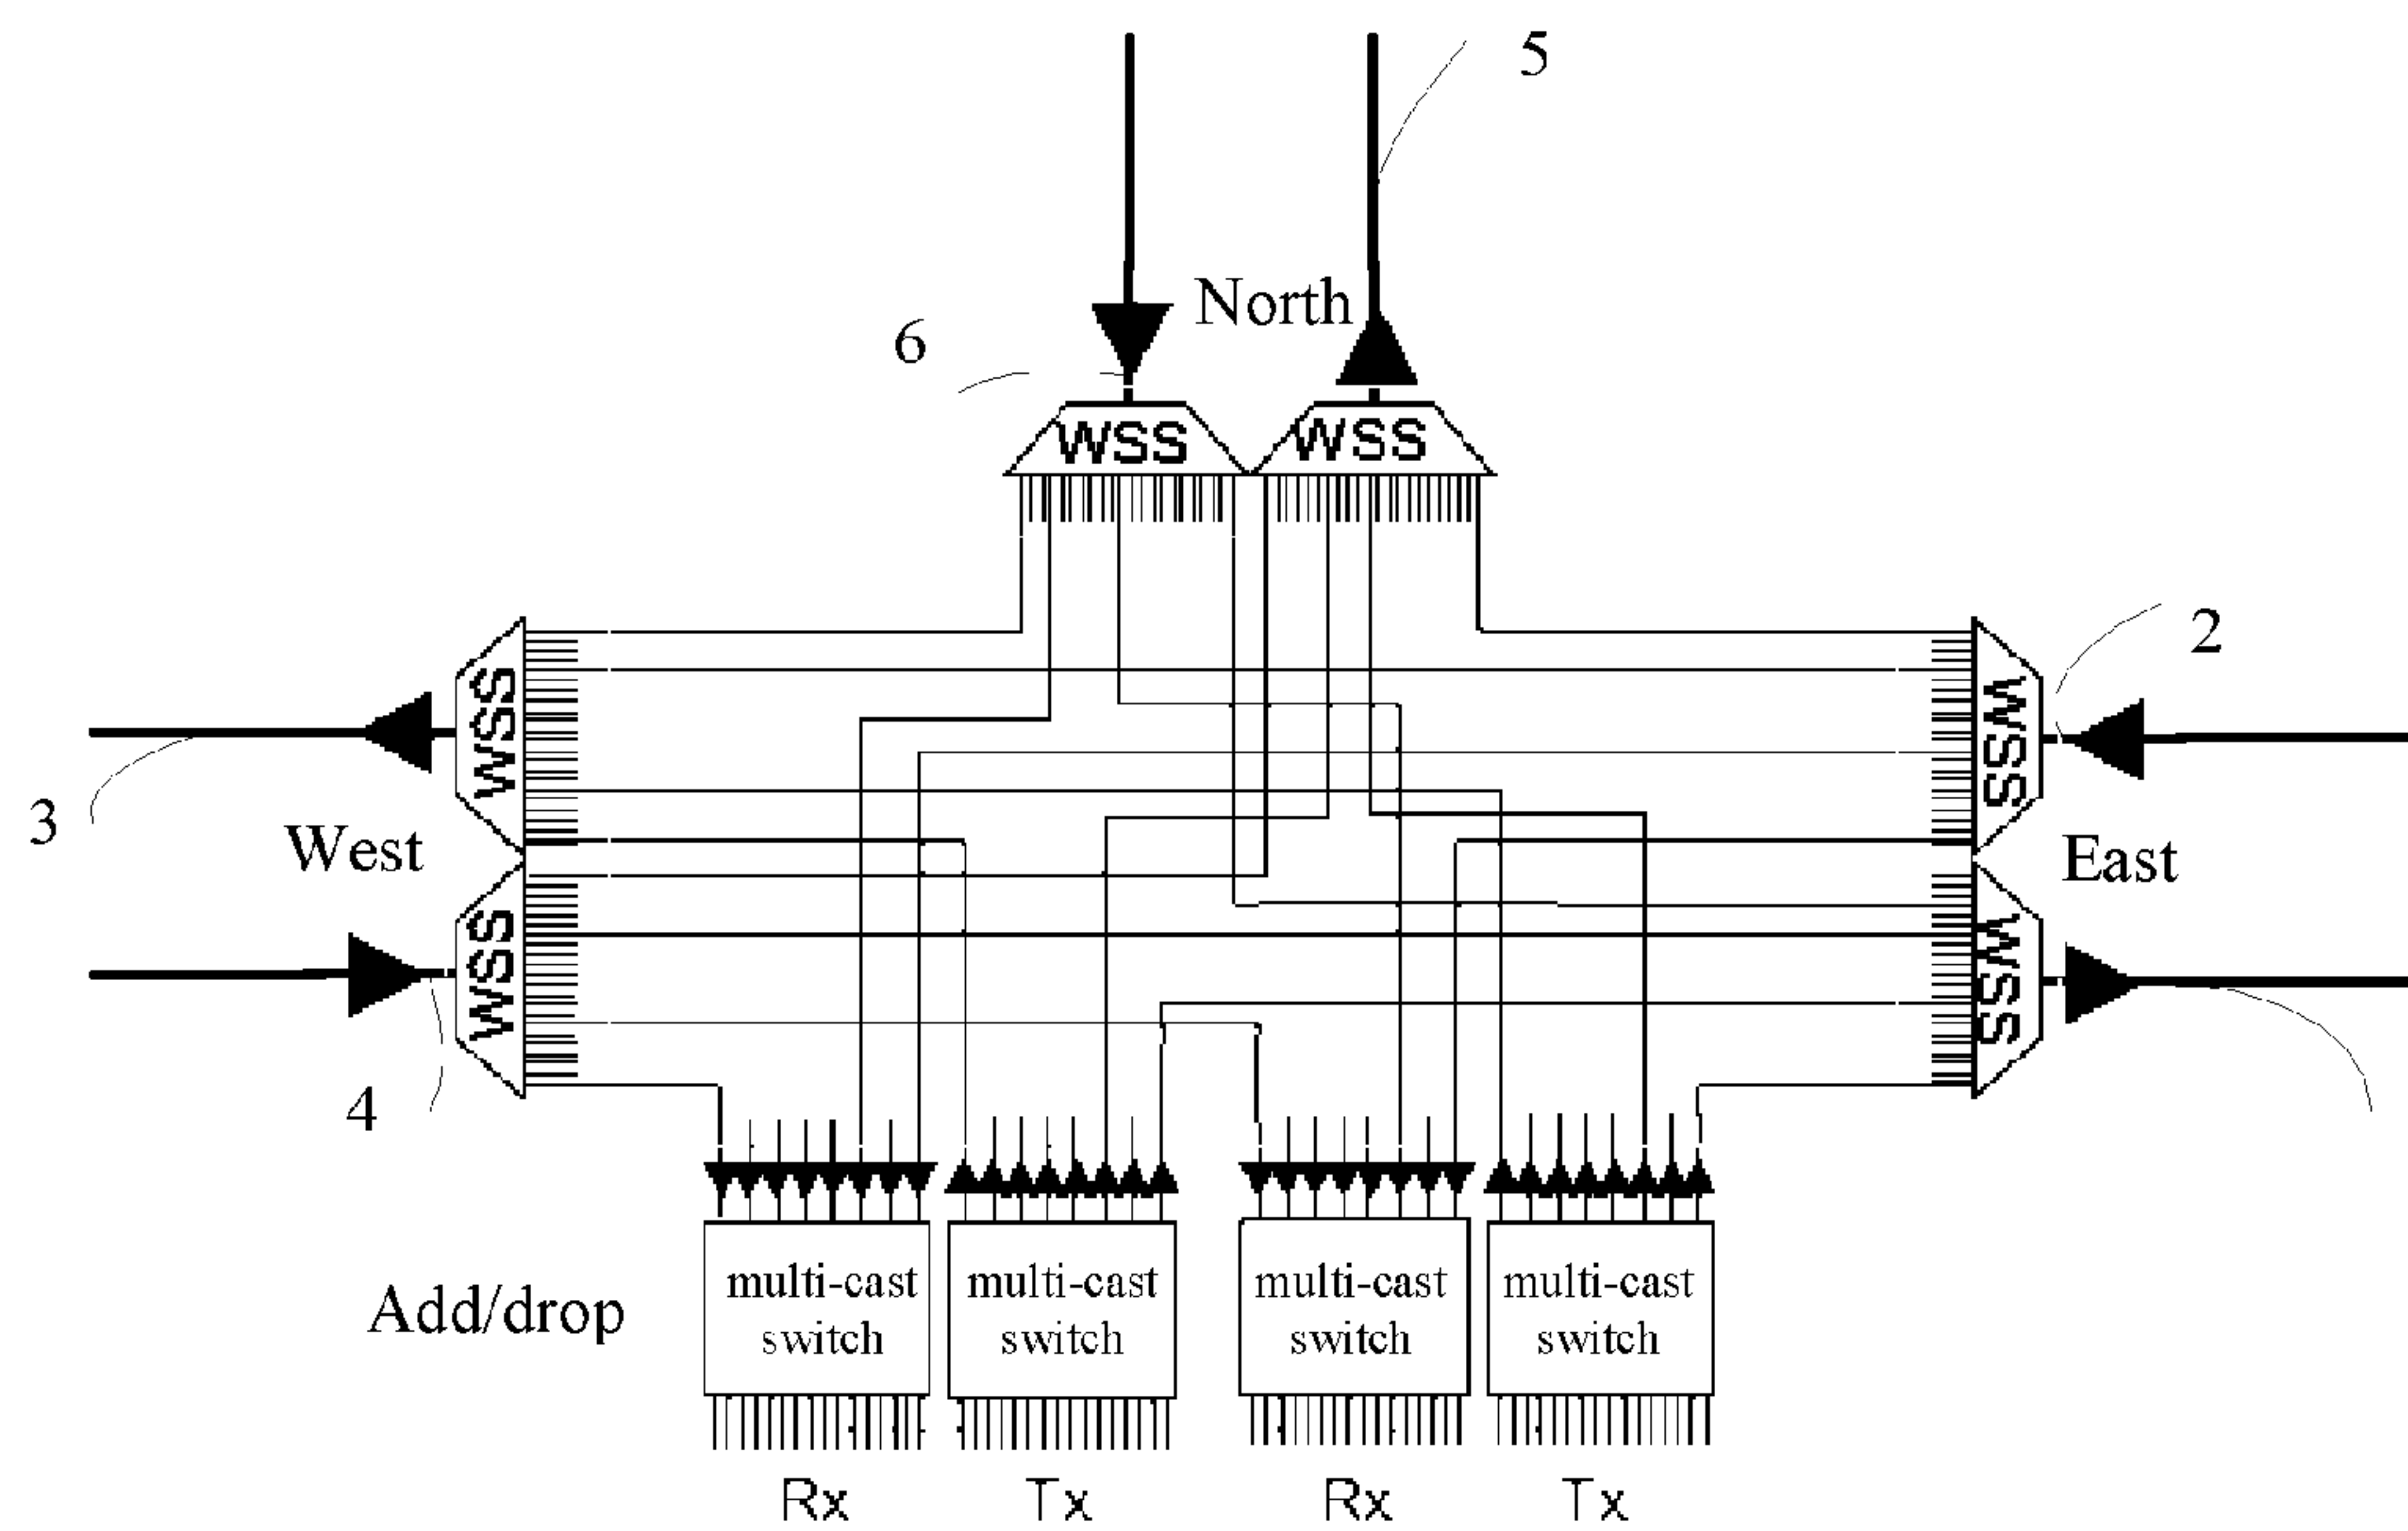 5
North
6
WSS WSS
2
WSS WSS
3
West East
WSS WSS
4
multi-cast multi-cast multi-cast multi-cast
Add/drop
switch switch switch switch
Rx Tx Rx Tx